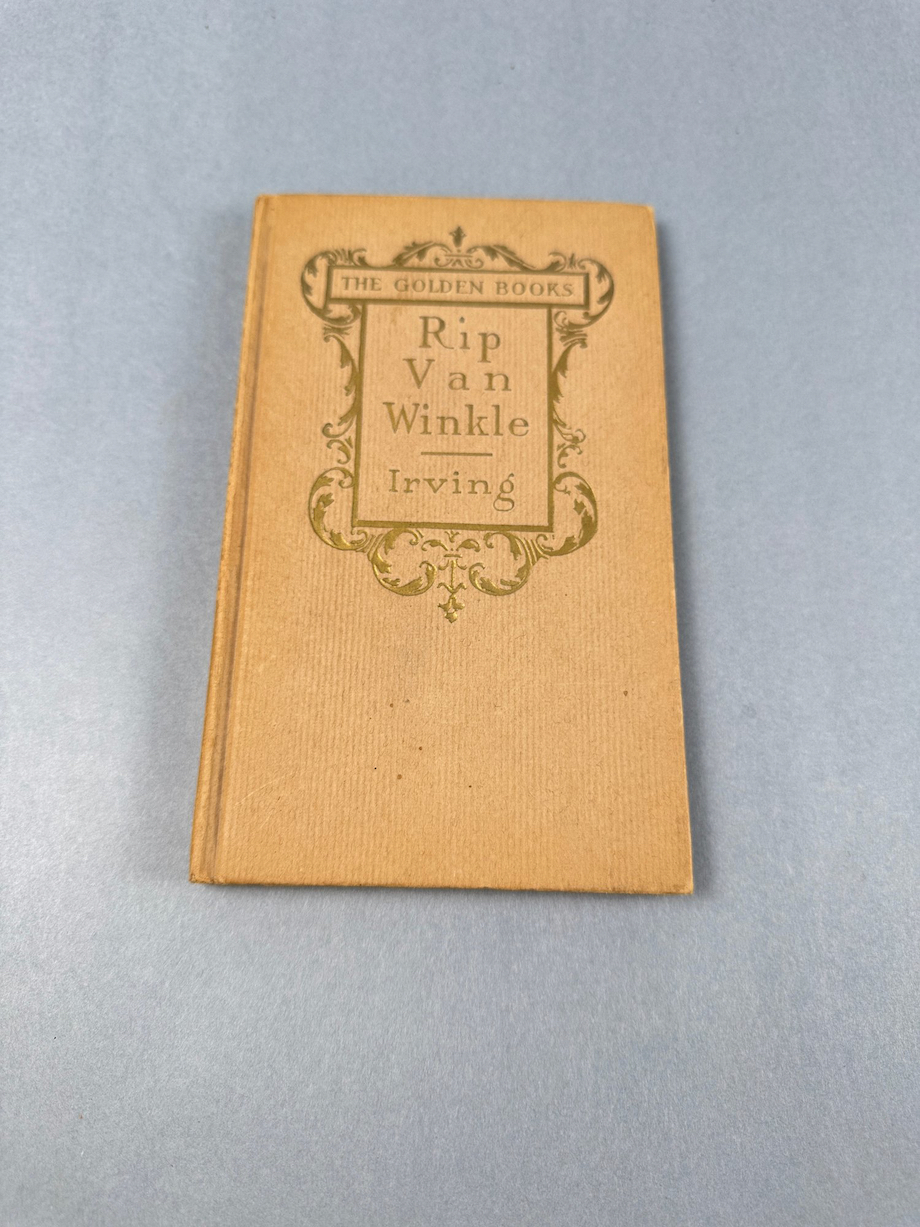 THE GOLDEN BOOKS
Rip
Van
Winkle
Irving